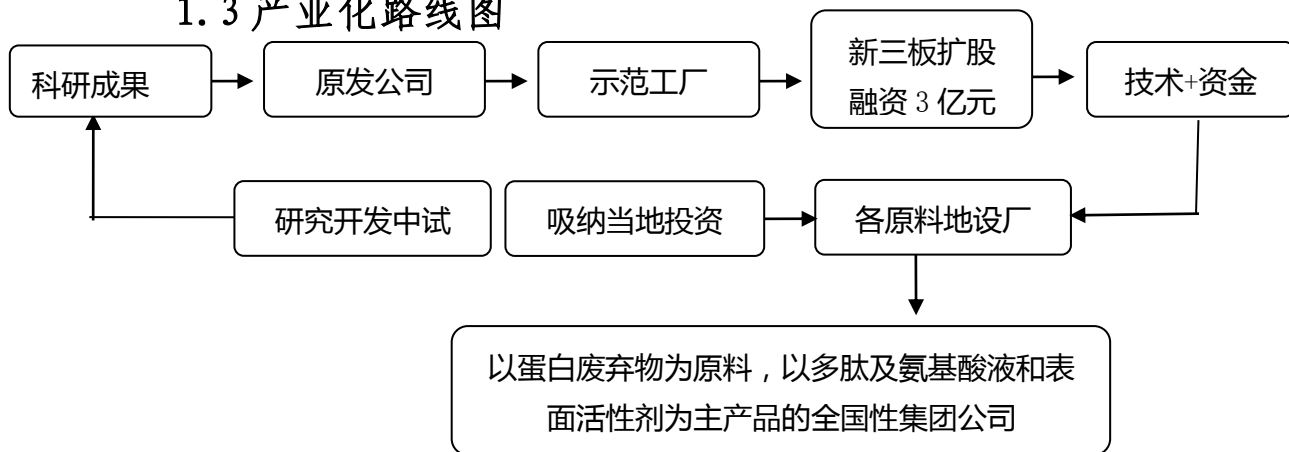 1.3产业化路线图
科研成果
原发公司
示范工厂
新三板扩股
融资3亿元
技术+资金
研究开发中试
吸纳当地投资
各原料地设厂
以蛋白废弃物为原料，以多肽及氨基酸液和表
面活性剂为主产品的全国性集团公司